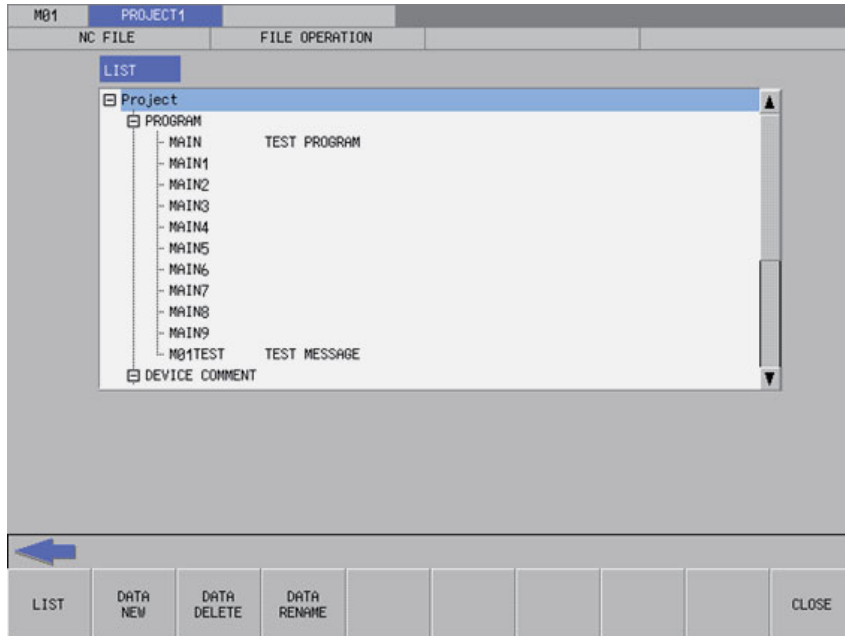 M01 PROJECT1
NC FILE FILE OPERATION
LIST
Project
PROGRAM
MAIN TEST PROGRAM
MAIN1
MAIN2
MAIN3
MAIN4
MAIN5
MAIN6
MAIN7
MAIN8
MAIN9
M01TEST TEST MESSAGE
DEVICE COMMENT
LIST
DATA NEW
DATA DELETE
DATA RENAME
CLOSE